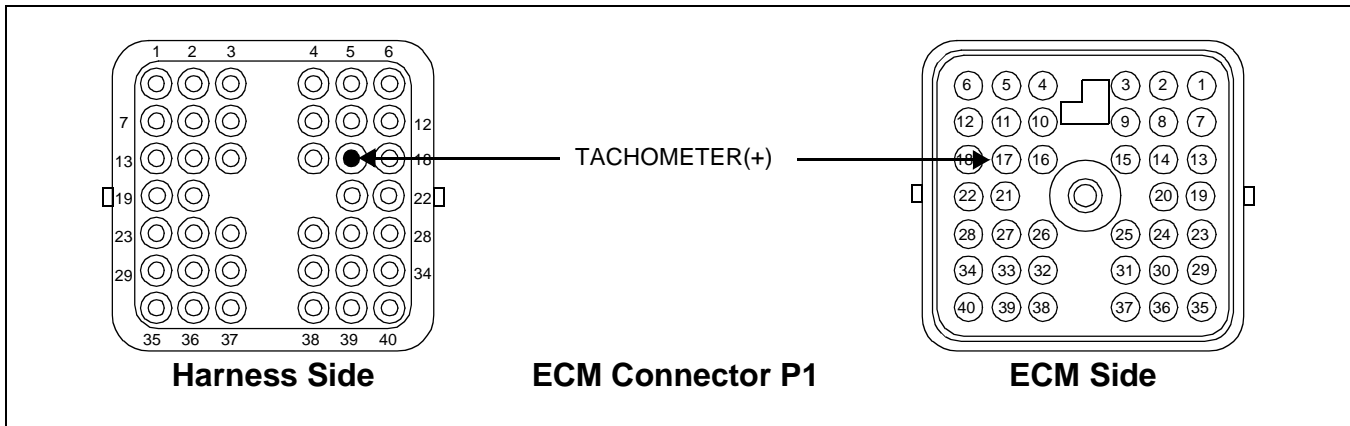 1 2 3 4 5 6
7 12
13 18
19 22
23 28
29 34
35 36 37 38 39 40
TACHOMETER(+)
6 5 4 3 2 1
12 11 10 9 8 7
18 17 16 15 14 13
22 21 20 19
28 27 26 25 24 23
34 33 32 31 30 29
40 39 38 37 36 35
Harness Side
ECM Connector P1
ECM Side